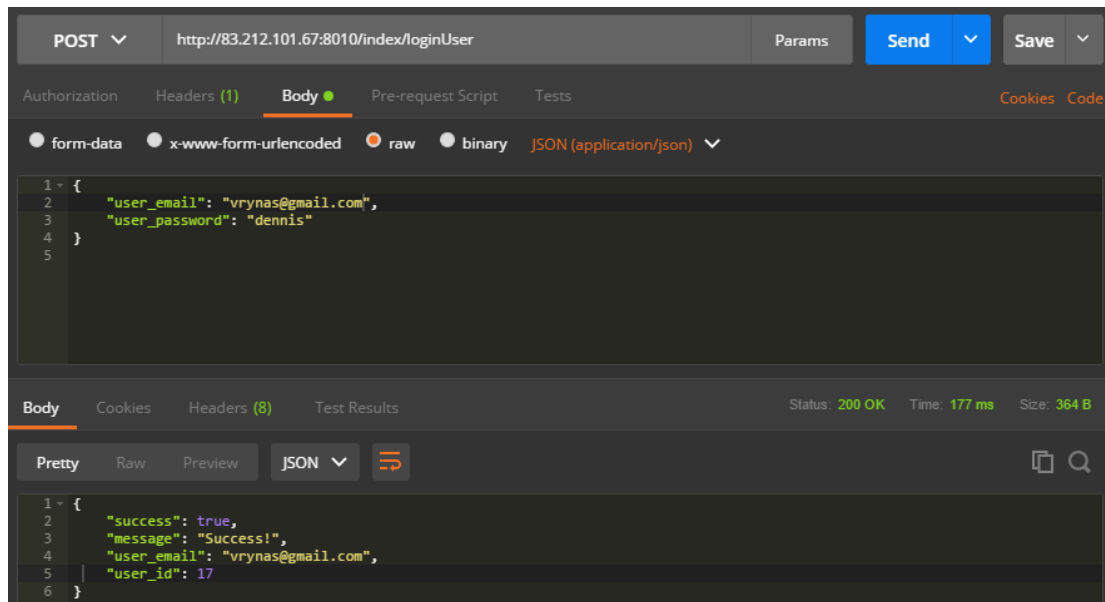 POST http://83.212.101.67:8010/index/loginUser Params Send Save
Authorization Headers (1) Body Pre-request Script Tests Cookies Code
form-data x-www-form-urlencoded raw binary JSON (application/json)
1 {
2 "user_email": "vrynas@gmail.com",
3 "user_password": "dennis"
4 }
5
Body Cookies Headers (8) Test Results Status: 200 OK Time: 177 ms Size: 364 B
Pretty Raw Preview JSON
1 {
2 "success": true,
3 "message": "Success!",
4 "user_email": "vrynas@gmail.com",
5 "user_id": 17
6 }